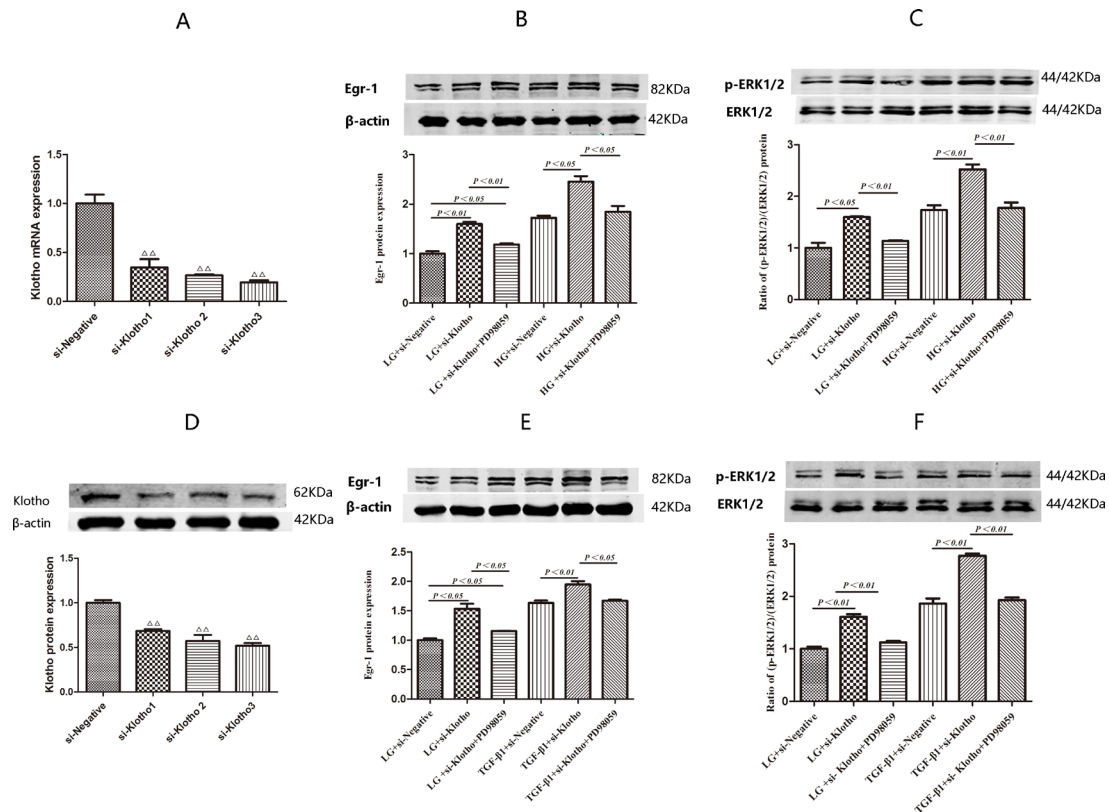 A
Klotho mRNA expression
1.5
1.0
0.5
0.0
△△
△△
△△
si-Negative
si-Klotho1
si-Klotho 2
si-Klotho3
B
Egr-1
82KDa
β-actin
42KDa
Egr-1 protein expression
3
2
1
0
P＜0.01
P＜0.05
P＜0.01
P＜0.05
P＜0.05
LG+si-Negative
LG+si-Klotho
LG +si-Klotho+PD98059
HG+si-Negative
HG+si-Klotho
HG +si-Klotho+PD98059
C
p-ERK1/2
44/42KDa
ERK1/2
44/42KDa
Ratio of (p-ERK1/2)/(ERK1/2) protein
3
2
1
0
P＜0.05
P＜0.01
P＜0.01
P＜0.01
LG+si-Negative
LG+si-Klotho
LG +si-Klotho+PD98059
HG+si-Negative
HG+si-Klotho
HG+si-Klotho+PD98059
D
Klotho
62KDa
β-actin
42KDa
Klotho protein expression
1.5
1.0
0.5
0.0
△△
△△
△△
si-Negative
si-Klotho1
si-Klotho 2
si-Klotho3
E
Egr-1
82KDa
β-actin
42KDa
Egr-1 protein expression
2.5
2.0
1.5
1.0
0.5
0.0
P＜0.05
P＜0.05
P＜0.05
P＜0.01
P＜0.05
LG+si-Negative
LG+si-Klotho
LG +si-Klotho+PD98059
TGF-β1+si-Negative
TGF-β1+si-Klotho
TGF-β1+si-Klotho+PD98059
F
p-ERK1/2
44/42KDa
ERK1/2
44/42KDa
Ratio of (p-ERK1/2)/(ERK1/2) protein
3
2
1
0
P＜0.01
P＜0.01
P＜0.01
P＜0.01
LG+si-Negative
LG+si-Klotho
LG +si- Klotho+PD98059
TGF-β1+si-Negative
TGF-β1+si-Klotho
TGF-β1+si- Klotho+PD98059